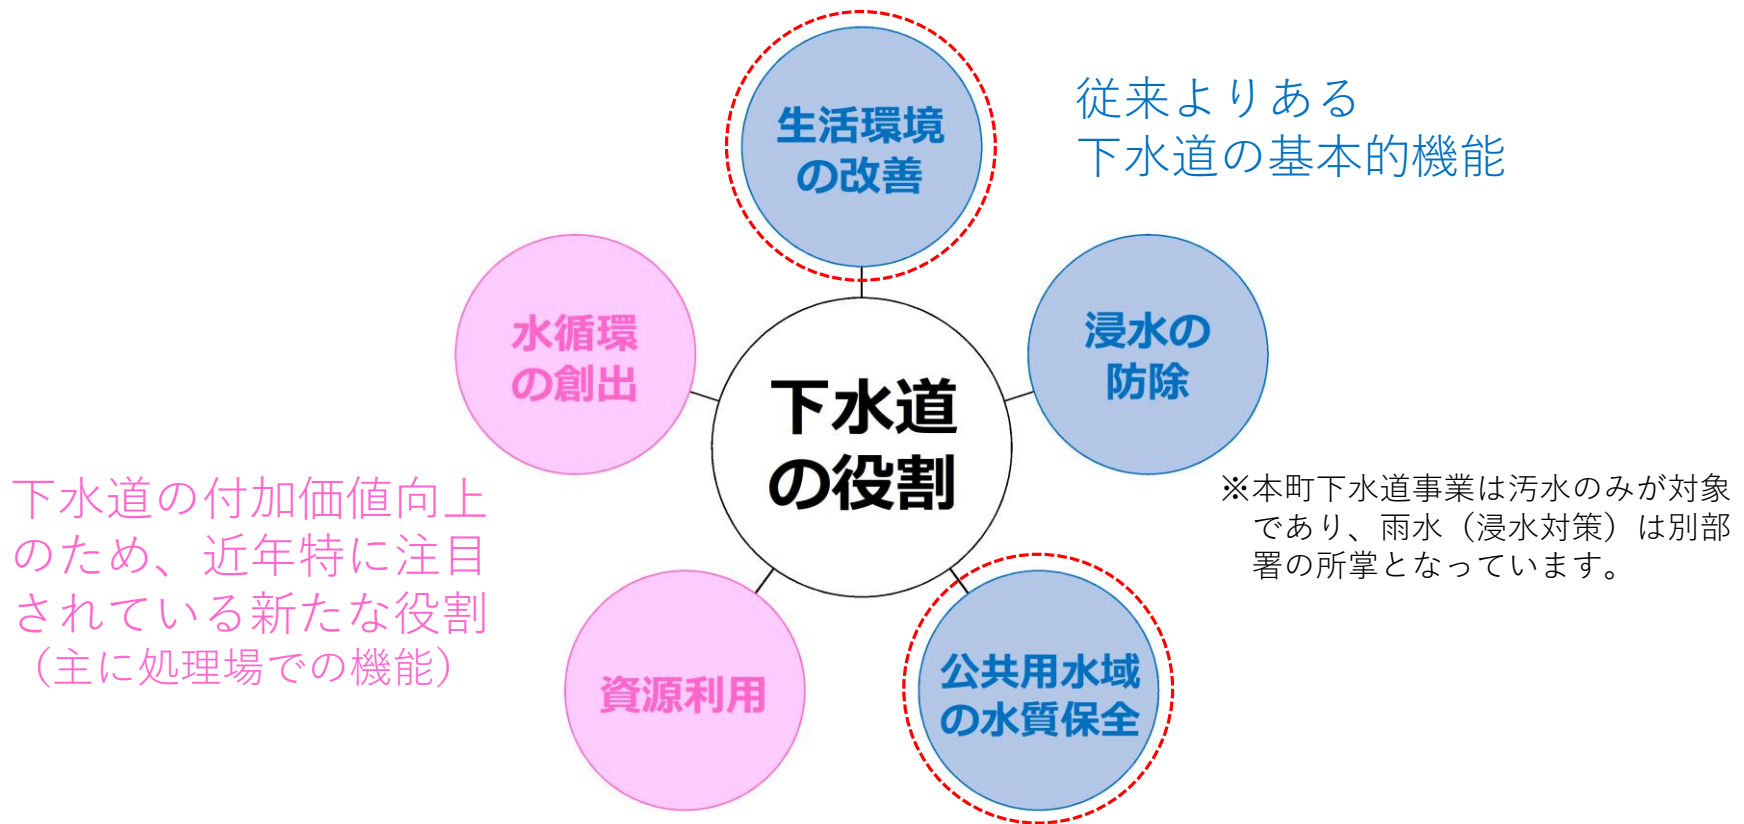 生活環境
の改善
従来よりある
下水道の基本的機能
水循環
の創出
浸水の
防除
下水道
の役割
下水道の付加価値向上
のため、近年特に注目
されている新たな役割
（主に処理場での機能）
※本町下水道事業は汚水のみが対象
であり、雨水（浸水対策）は別部
署の所掌となっています。
資源利用
公共用水域
の水質保全